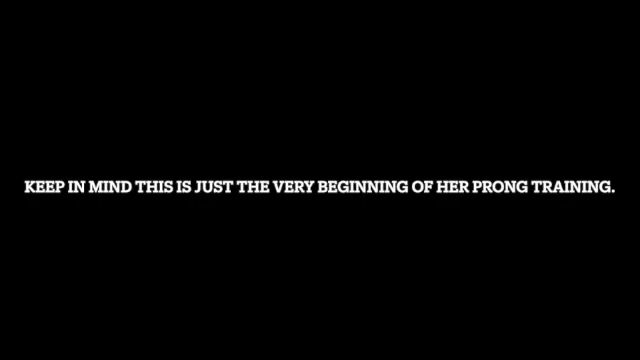 KEEP IN MIND THIS IS JUST THE VERY BEGINNING OF HER PRONG TRAINING.